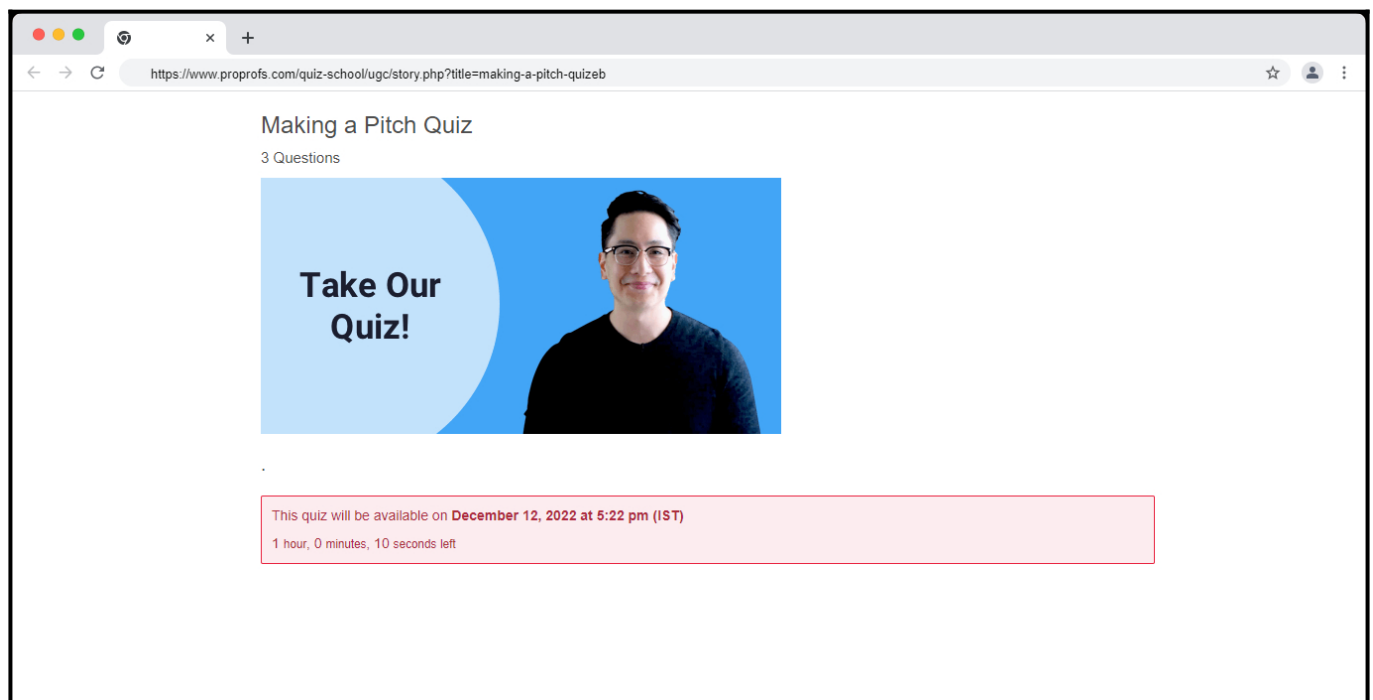 https://www.proprofs.com/quiz-school/ugc/story.php?title=making-a-pitch-quizeb
Making a Pitch Quiz
3 Questions
Take Our
Quiz!
.
This quiz will be available on December 12, 2022 at 5:22 pm (IST)
1 hour, 0 minutes, 10 seconds left